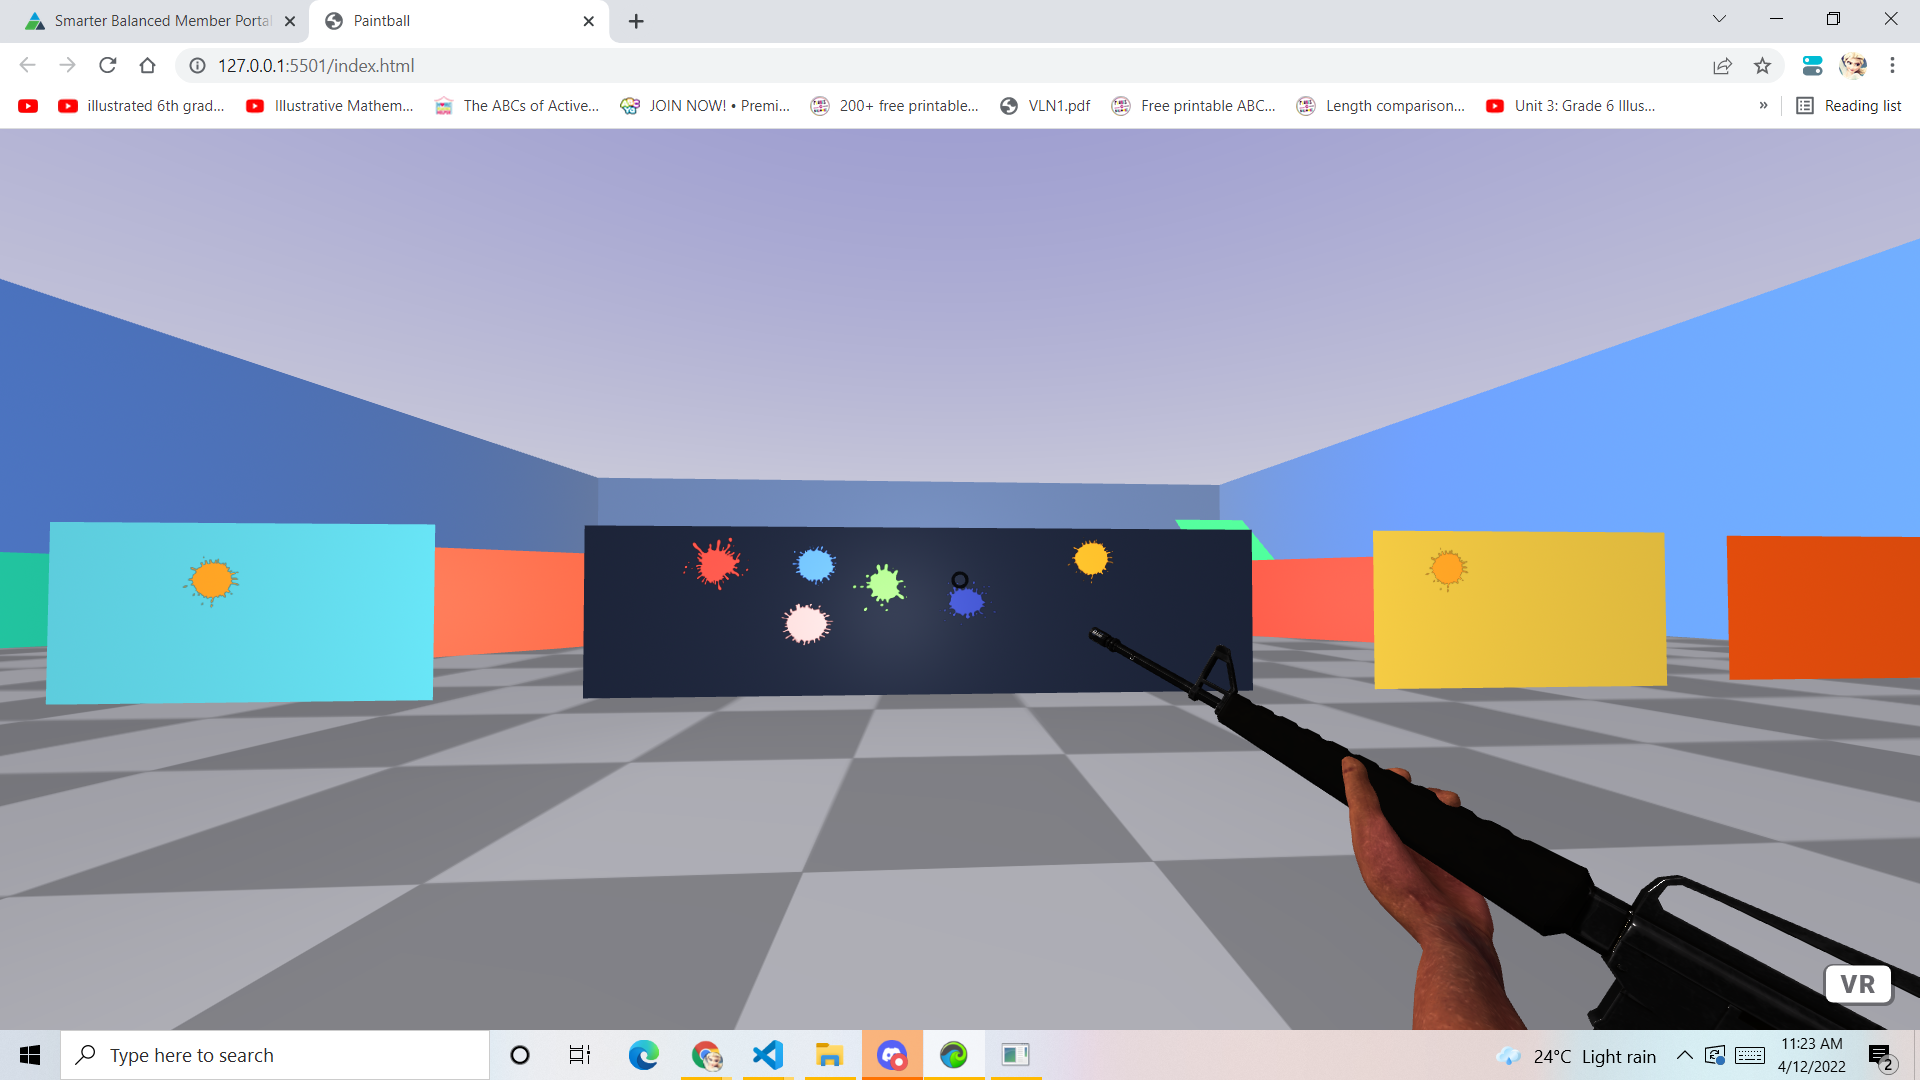 Smarter Balanced Member Porta
Paintball
127.0.0.1:5501/index.html
illustrated 6th grad...
Illustrative Mathem...
The ABCs of Active...
JOIN NOW! • Premi...
200+ free printable...
VLN1.pdf
Free printable ABC...
Length comparison...
Unit 3: Grade 6 Illus...
»
Reading list
VR
Type here to search
24°C Light rain
11:23 AM
4/12/2022
2